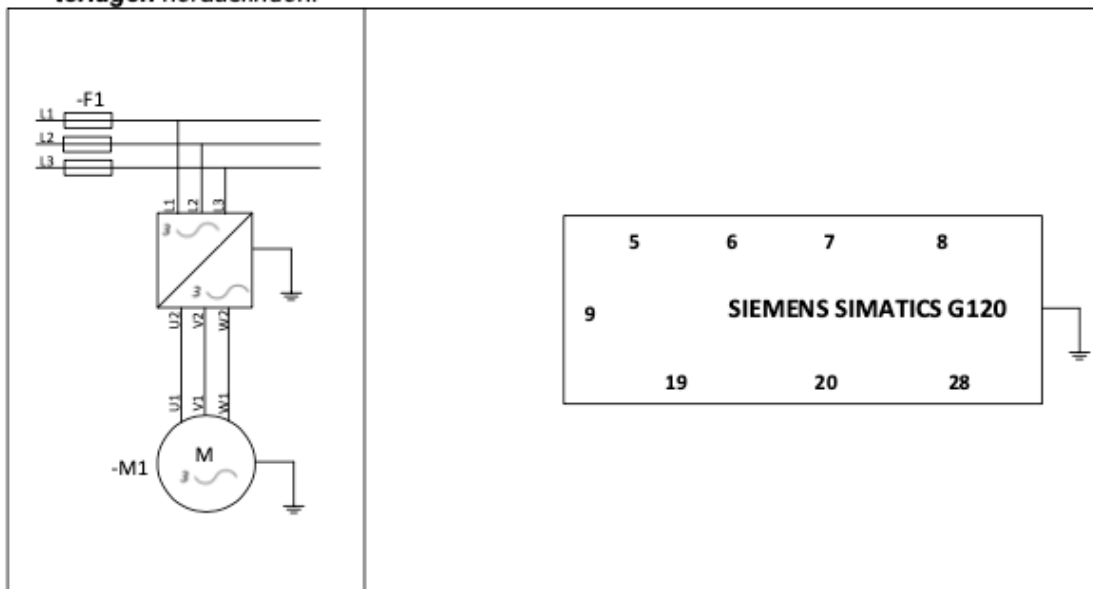 -F1
L1
L2
L3
L1 L2 L3
3
3
U2 V2 W2
U1 V1 W1
-M1
M
3
5 6 7 8
9
SIEMENS SIMATICS G120
19 20 28